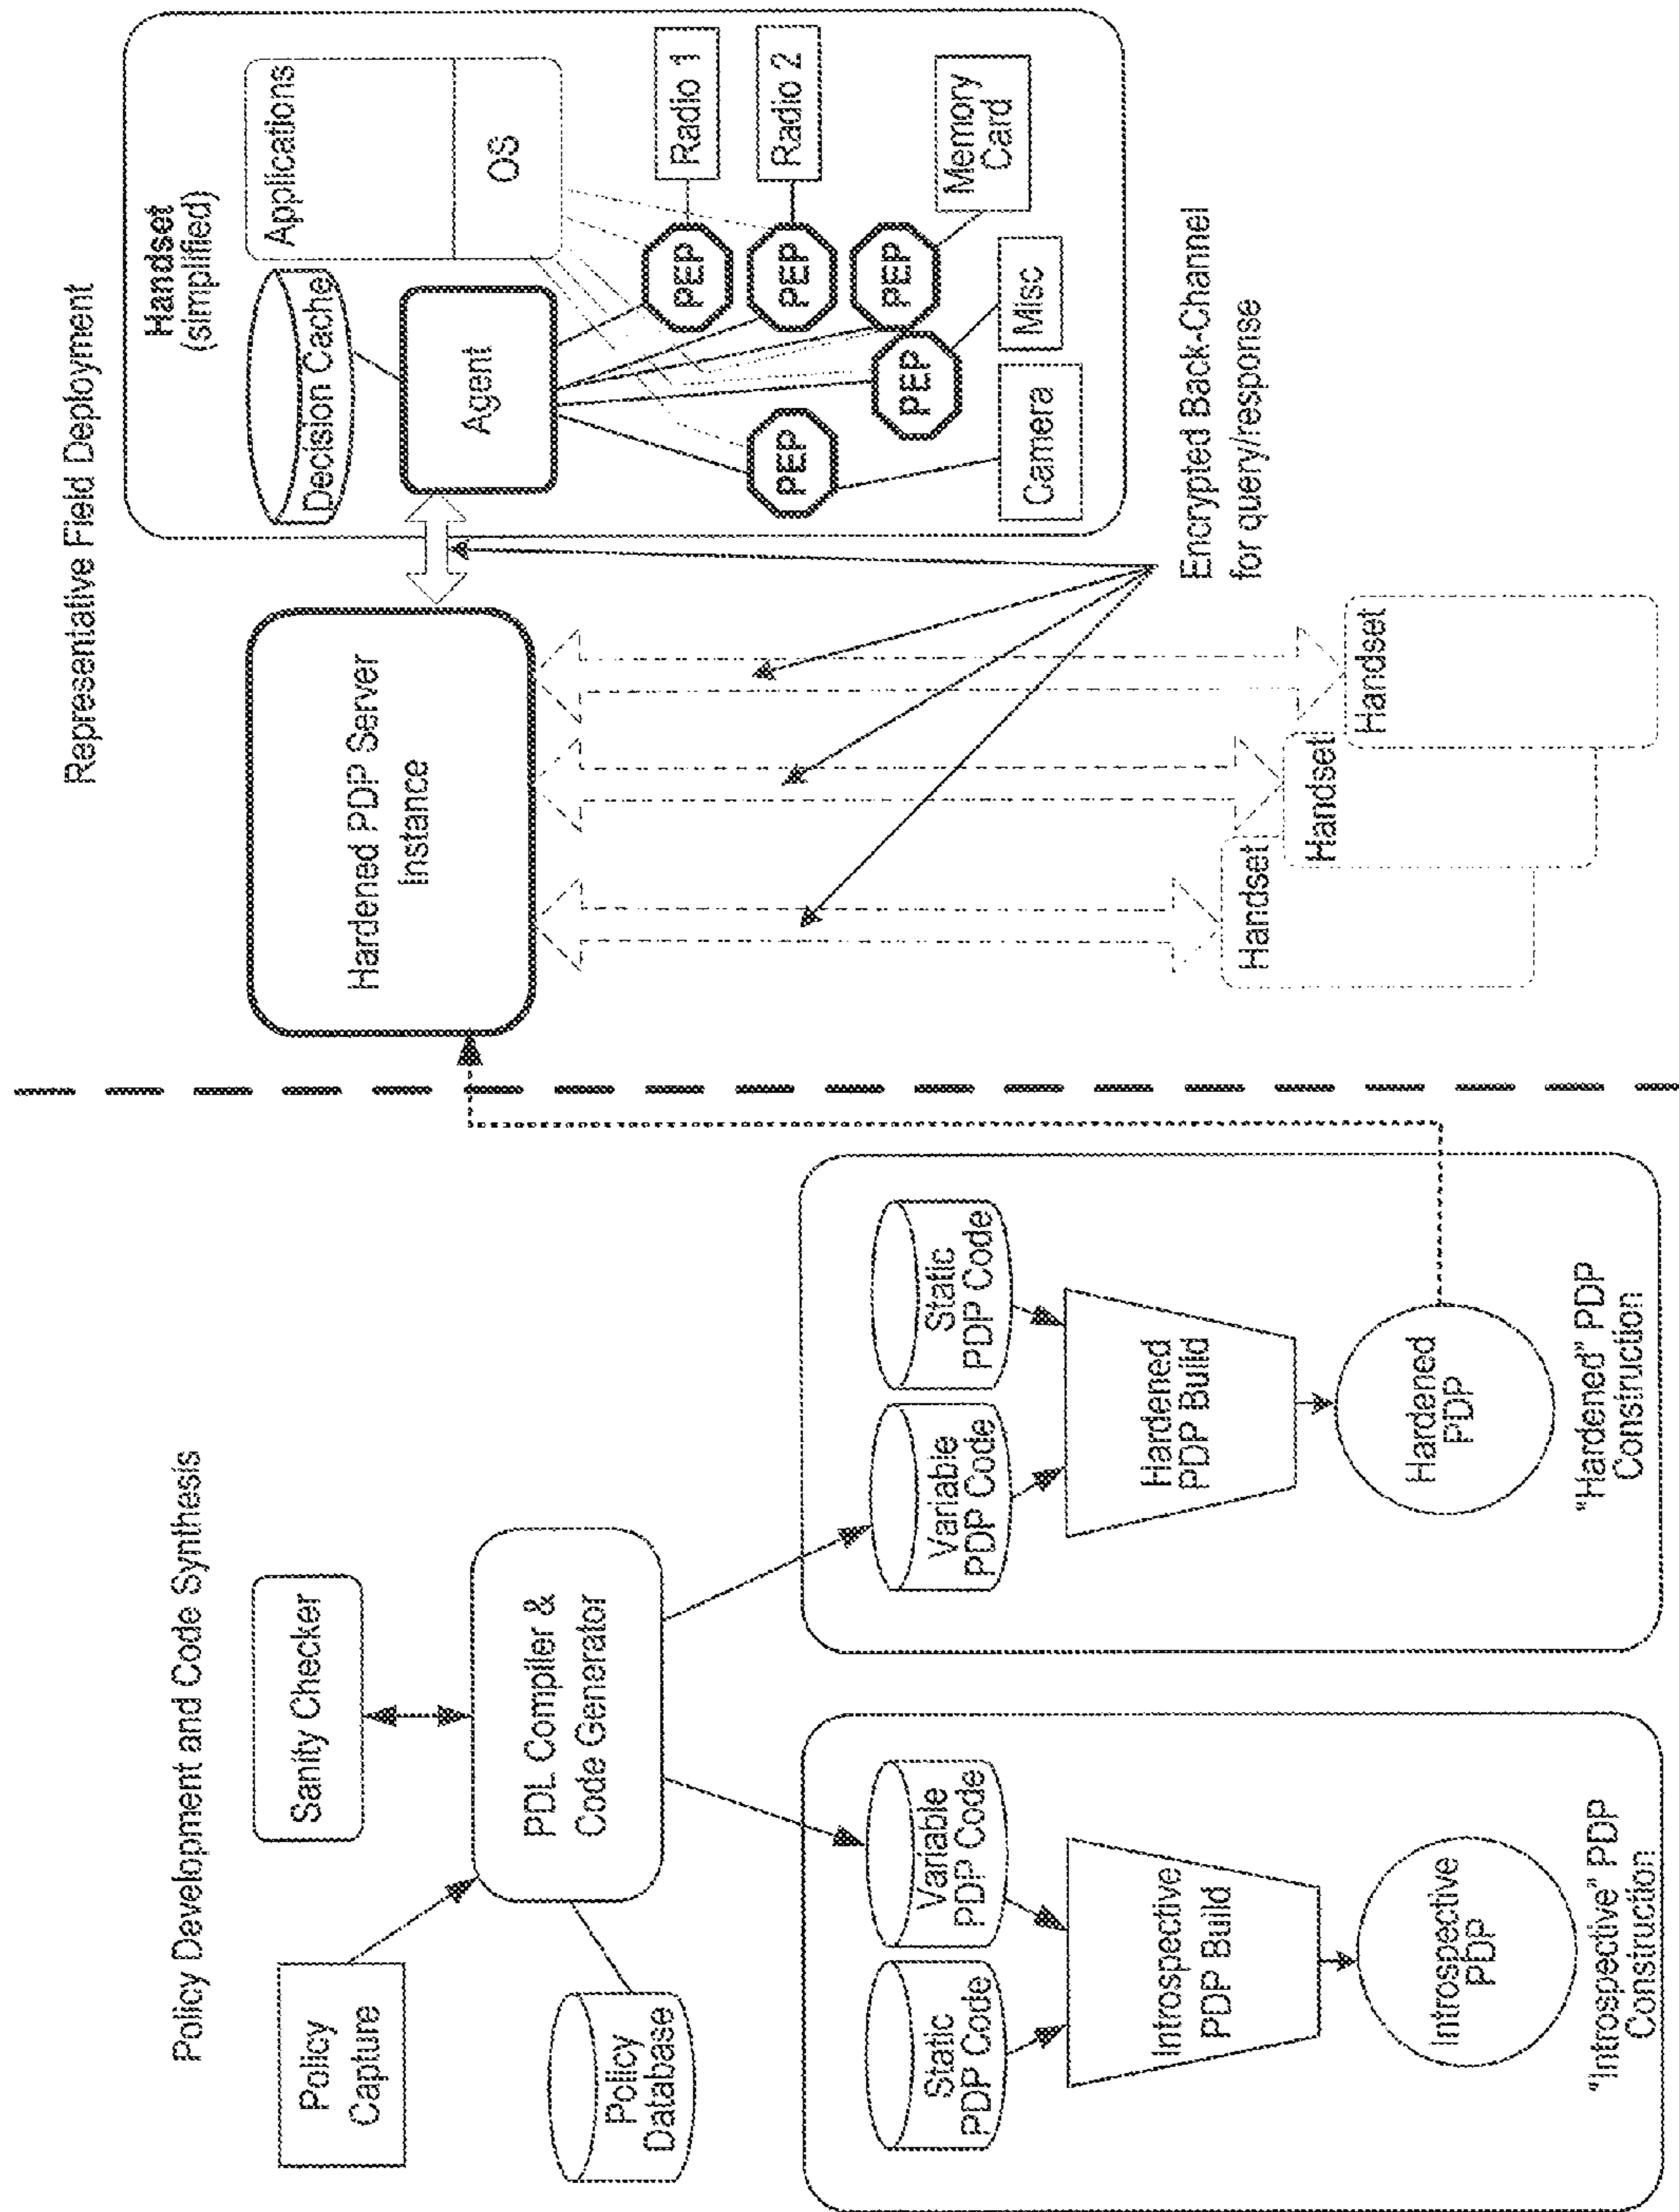 Policy Development and Code Synthesis
Policy
Capture
Sanity Checker
Policy
Database
PDL Compiler &
Code Generator
Static
PDP Code
Variable
PDP Code
Introspective
PDP Build
Introspective
PDP
"Introspective" PDP
Construction
Variable
PDP Code
Static
PDP Code
Hardened
PDP Build
Hardened
PDP
"Hardened" PDP
Construction
Representative Field Deployment
Hardened PDP Server
Instance
Handset
(simplified)
Decision Cache
Applications
OS
Agent
PEP
PEP
PEP
PEP
PEP
Radio 1
Radio 2
Memory
Card
Misc
Camera
Encrypted Back-Channel
for query/response
Handset
Handset
Handset